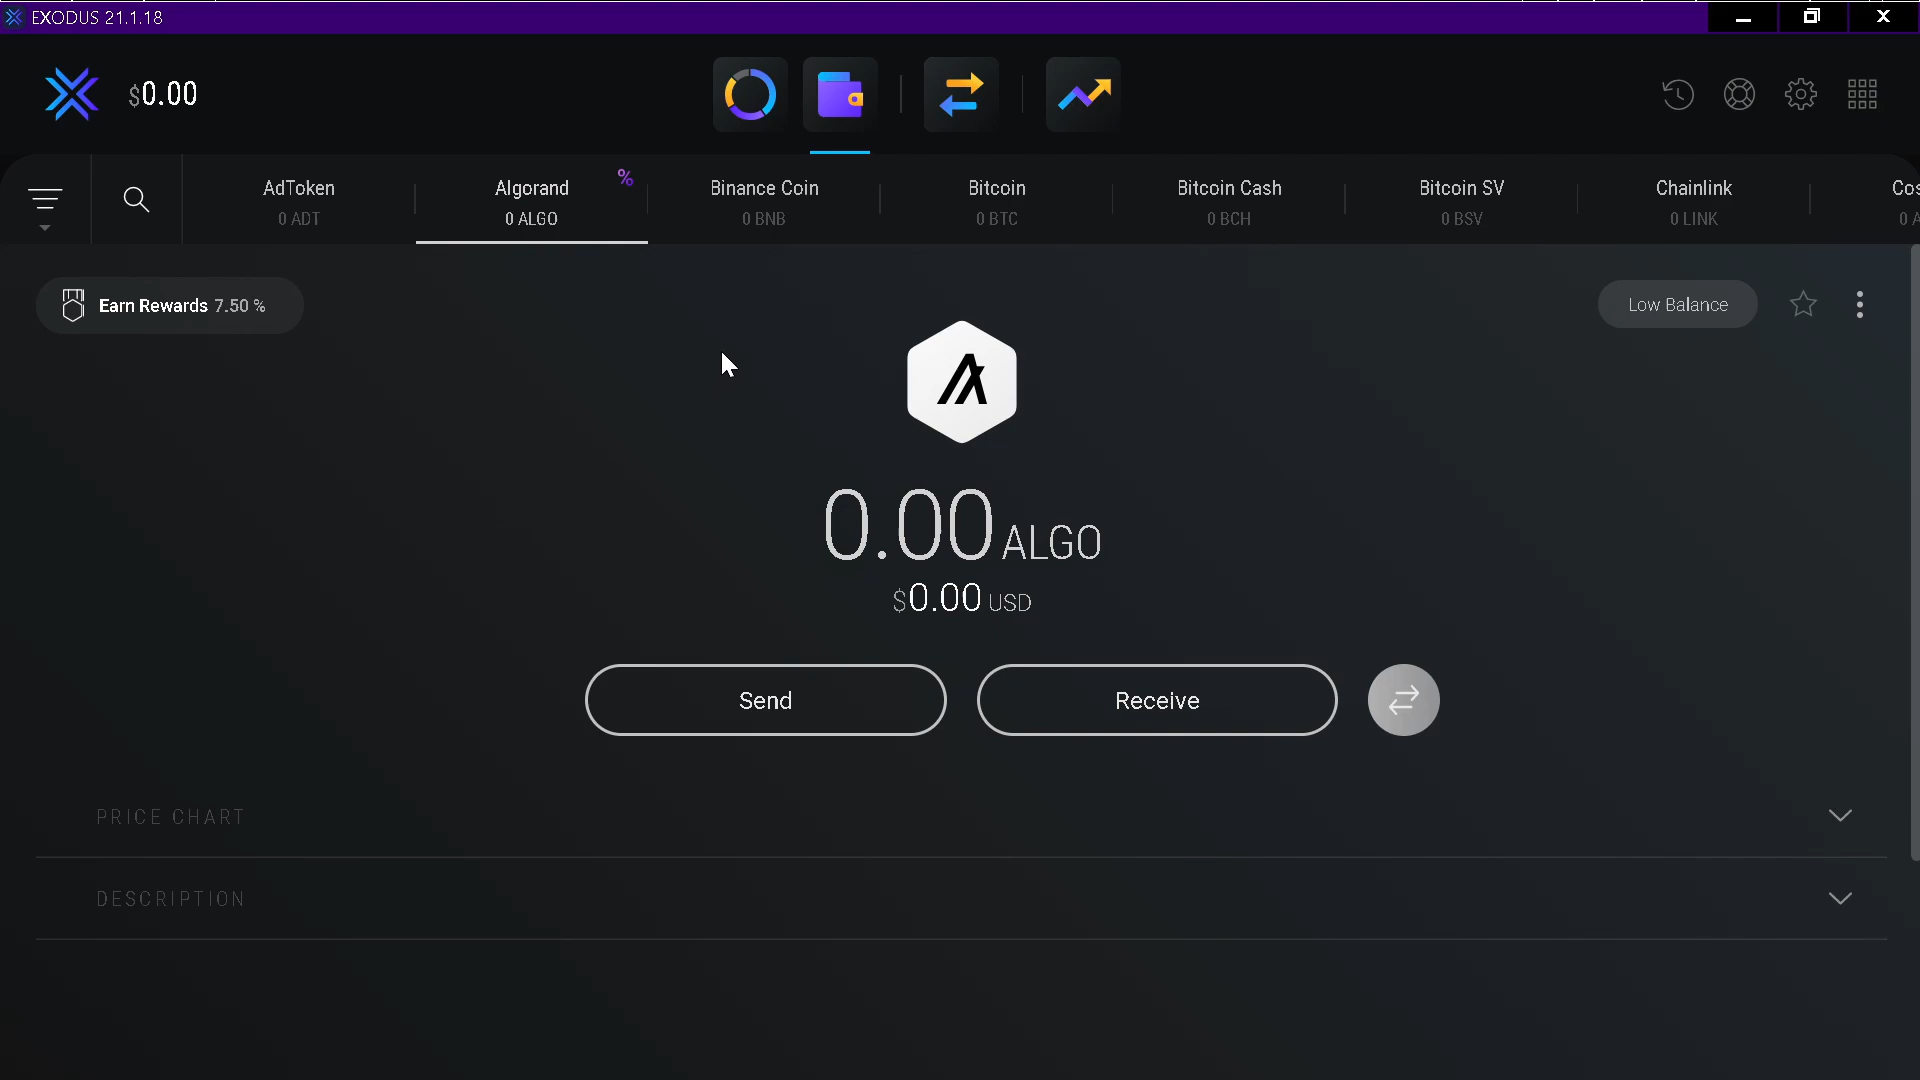 EXODUS 21.1.18
$0.00
AdToken
0 ADT
Algorand
%
0 ALGO
Binance Coin
0 BNB
Bitcoin
0 BTC
Bitcoin Cash
0 BCH
Bitcoin SV
0 BSV
Chainlink
0 LINK
Cos
0 A
Earn Rewards 7.50 %
Low Balance
0.00 ALGO
$0.00 USD
Send
Receive
PRICE CHART
DESCRIPTION